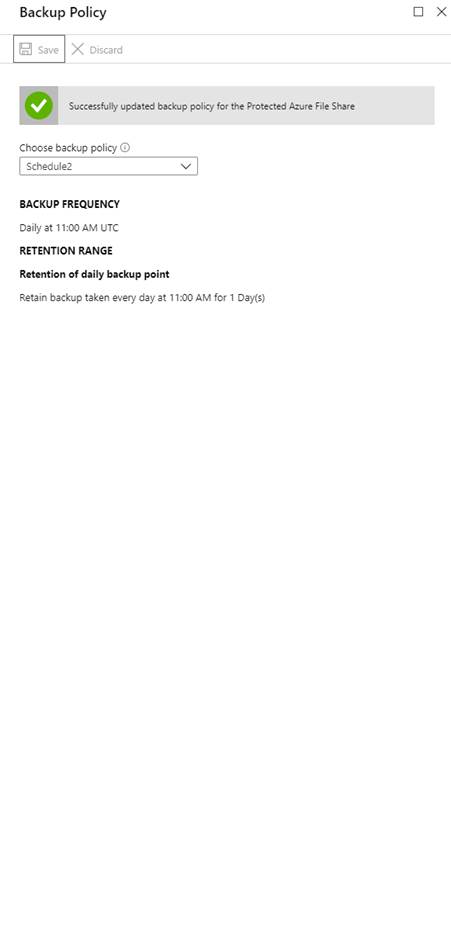 Backup Policy
Save
Discard
Successfully updated backup policy for the Protected Azure File Share
Choose backup policy
Schedule2
BACKUP FREQUENCY
Daily at 11:00 AM UTC
RETENTION RANGE
Retention of daily backup point
Retain backup taken every day at 11:00 AM for 1 Day(s)